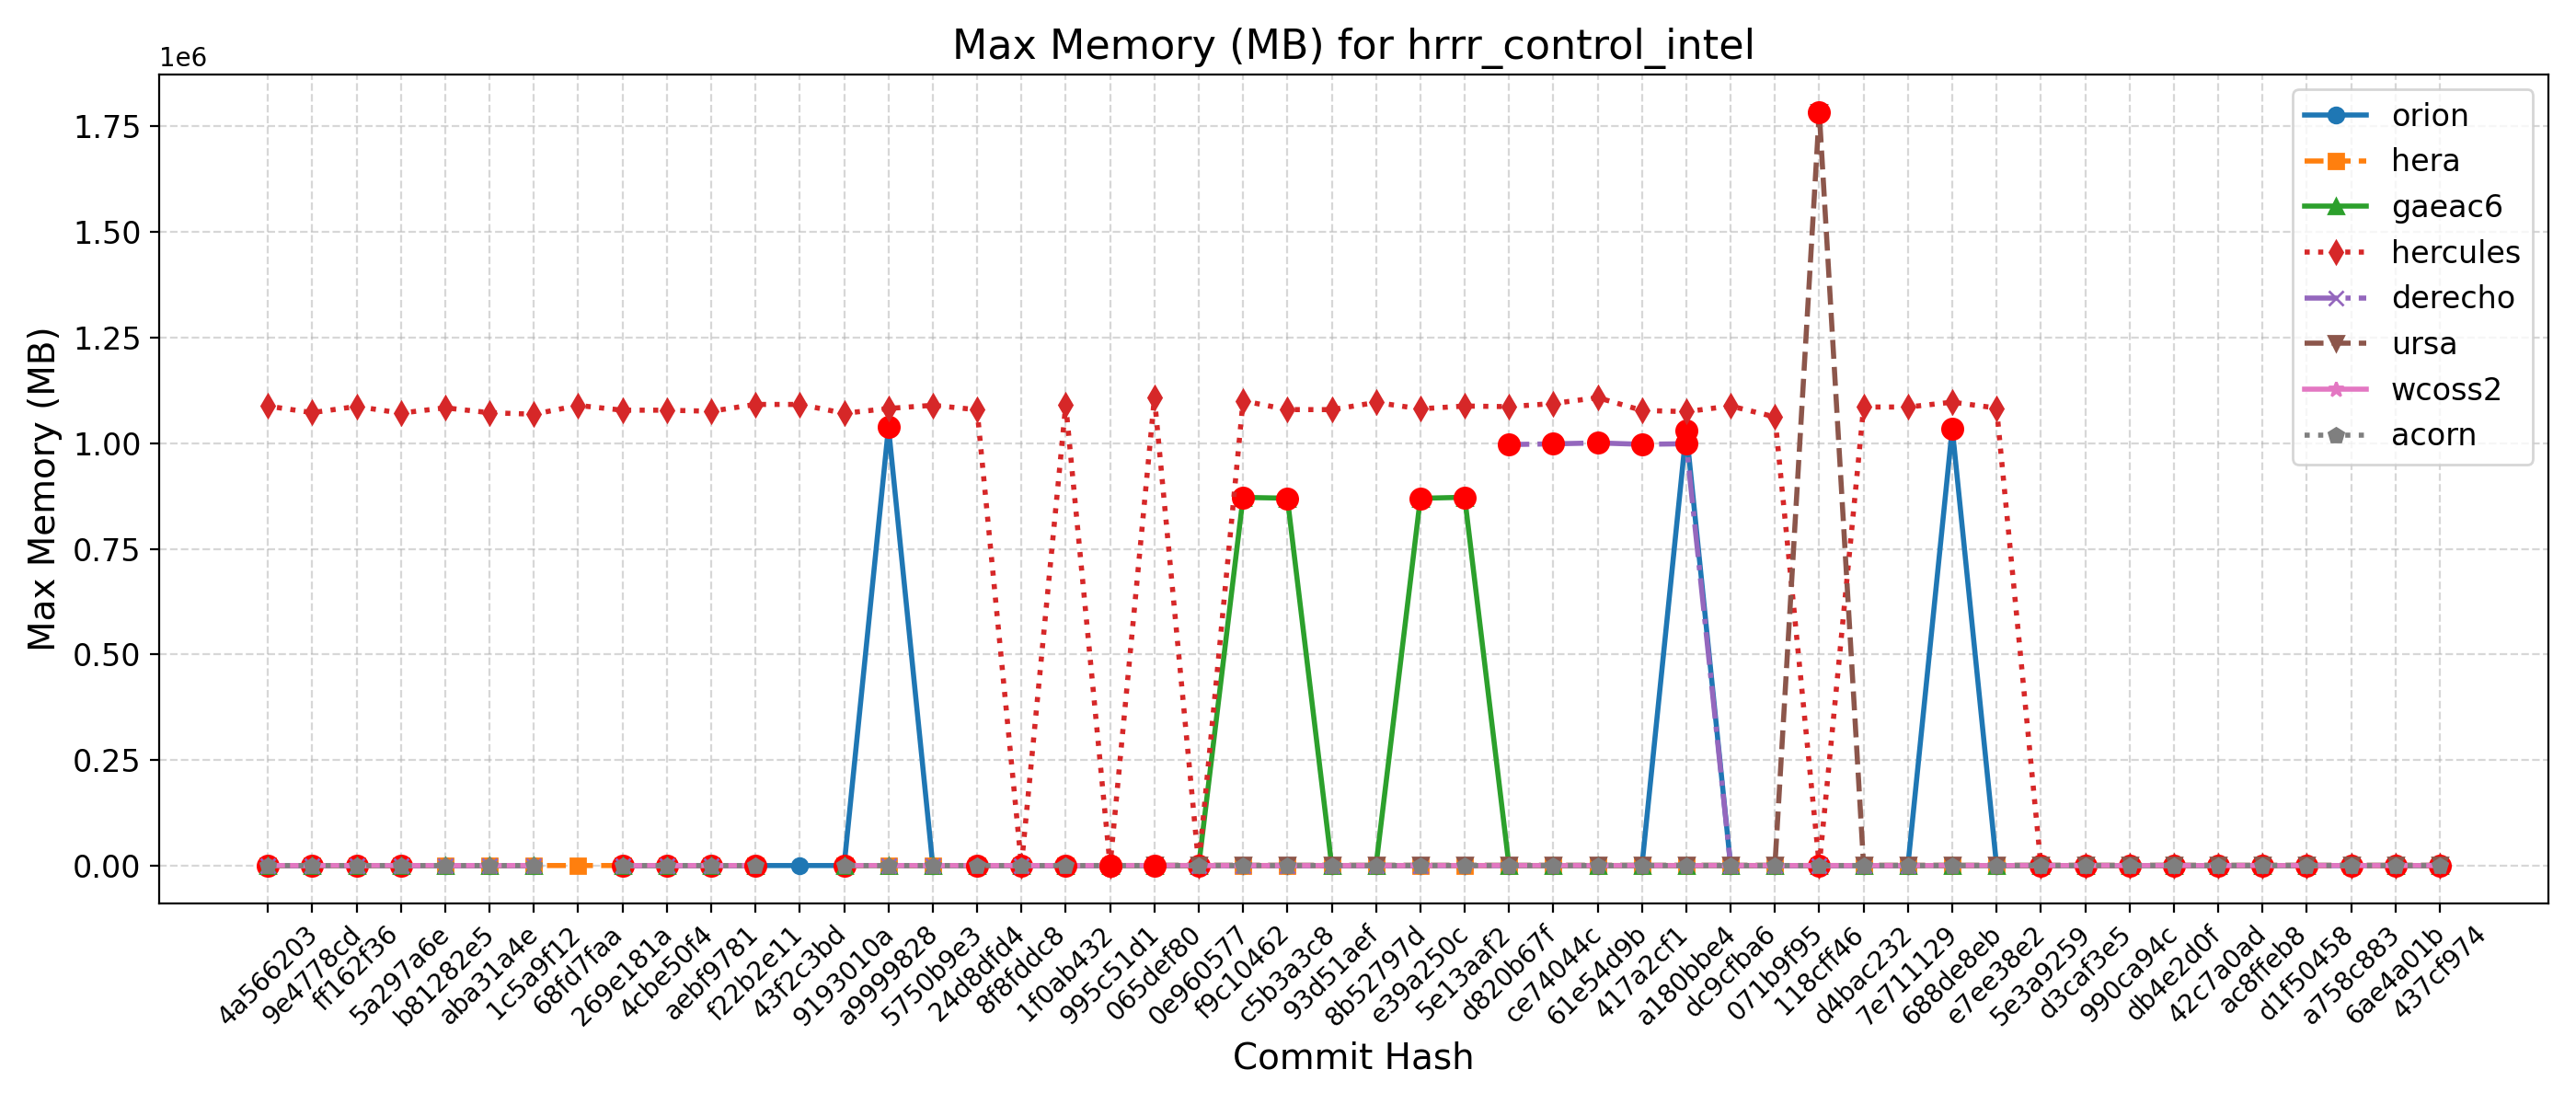 Max Memory (MB) for hrrr_control_intel
1e6
1.75
1.50
1.25
1.00
0.75
0.50
0.25
0.00
Max Memory (MB)
orion
hera
gaeac6
hercules
derecho
ursa
wcoss2
acorn
4a566203
9e4778cd
ff162f36
5a297a6e
b81282e5
aba31a4e
1c5a9f12
68fd7faa
269e181a
4cbe50f4
aebf9781
f22b2e11
43f2c3bd
9193010a
a9999828
5750b9e3
24d8dfd4
8f8fddc8
1f0ab432
995c51d1
065def80
0e960577
f9c10462
c5b3a3c8
93d51aef
8b52797d
e39a250c
5e13aaf2
d820b67f
ce74044c
61e54d9b
417a2cf1
a180bbe4
dc9cfba6
071b9f95
118cff46
d4bac232
7e711129
688de8eb
e7ee38e2
5e3a9259
d3caf3e5
990ca94c
db4e2d0f
42c7a0ad
ac8ffeb8
d1f50458
a758c883
6ae4a01b
437cf974
Commit Hash